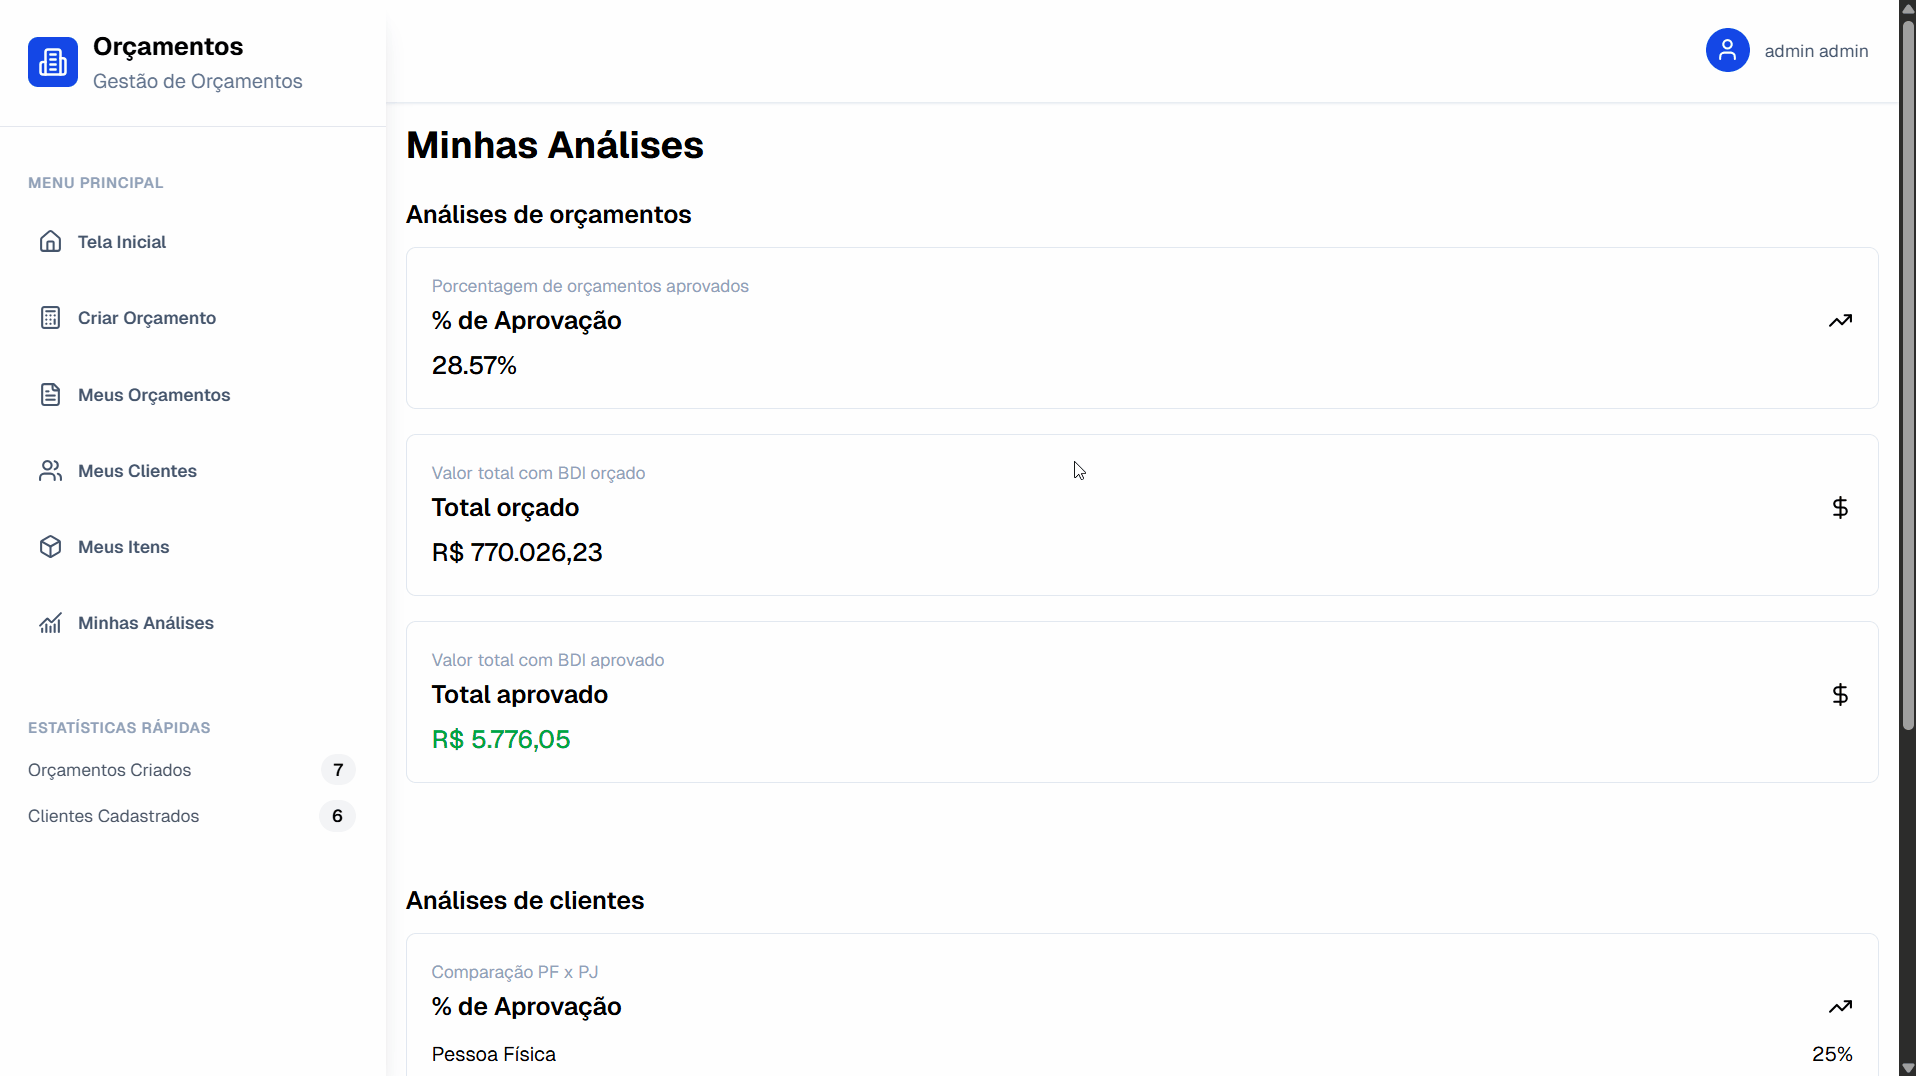 Orçamentos
Gestão de Orçamentos
admin admin
MENU PRINCIPAL
Tela Inicial
Criar Orçamento
Meus Orçamentos
Meus Clientes
Meus Itens
Minhas Análises
ESTATÍSTICAS RÁPIDAS
Orçamentos Criados 7
Clientes Cadastrados 6
Minhas Análises
Análises de orçamentos
Porcentagem de orçamentos aprovados
% de Aprovação
28.57%
Valor total com BDI orçado
Total orçado
R$ 770.026,23
Valor total com BDI aprovado
Total aprovado
R$ 5.776,05
Análises de clientes
Comparação PF x PJ
% de Aprovação
Pessoa Física 25%